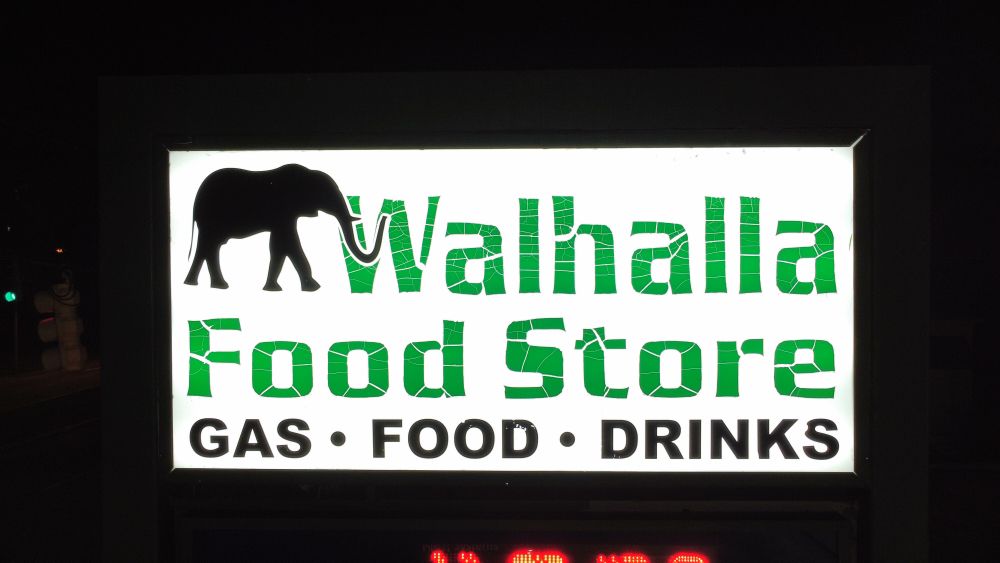 Walhalla
Food Store
GAS • FOOD • DRINKS